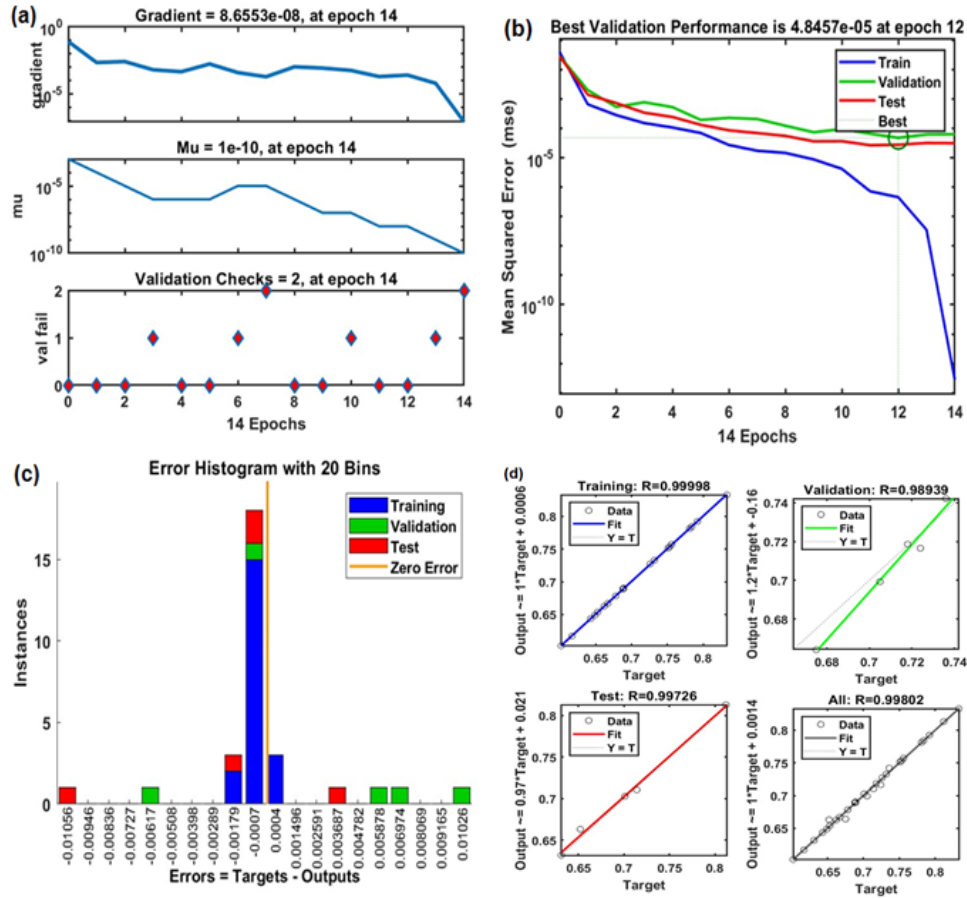 (a)
Gradient = 8.6553e-08, at epoch 14
10^0
10^-5
gradient
Mu = 1e-10, at epoch 14
10^-5
10^-10
mu
Validation Checks = 2, at epoch 14
2
1
0
val fail
0 2 4 6 8 10 12 14
14 Epochs
(b)
Best Validation Performance is 4.8457e-05 at epoch 12
Train
Validation
Test
Best
10^-5
10^-10
Mean Squared Error (mse)
0 2 4 6 8 10 12 14
14 Epochs
(c)
Error Histogram with 20 Bins
Training
Validation
Test
Zero Error
15
10
5
0
Instances
-0.01056 -0.00946 -0.00836 -0.00727 -0.00617 -0.00508 -0.00398 -0.00289 -0.00179 -0.0007 0.0004 0.001496 0.002591 0.003687 0.004782 0.005878 0.006974 0.008069 0.009165 0.01026
Errors = Targets - Outputs
(d)
Training: R=0.99998
Data
Fit
Y = T
0.8
0.75
0.7
0.65
Output ~= 1*Target + 0.0006
0.65 0.7 0.75 0.8
Target
Validation: R=0.98939
Data
Fit
Y = T
0.74
0.72
0.7
0.68
Output ~= 1.2*Target + -0.16
0.68 0.7 0.72 0.74
Target
Test: R=0.99726
Data
Fit
Y = T
0.8
0.75
0.7
0.65
Output ~= 0.97*Target + 0.021
0.65 0.7 0.75 0.8
Target
All: R=0.99802
Data
Fit
Y = T
0.8
0.75
0.7
0.65
Output ~= 1*Target + 0.0014
0.65 0.7 0.75 0.8
Target